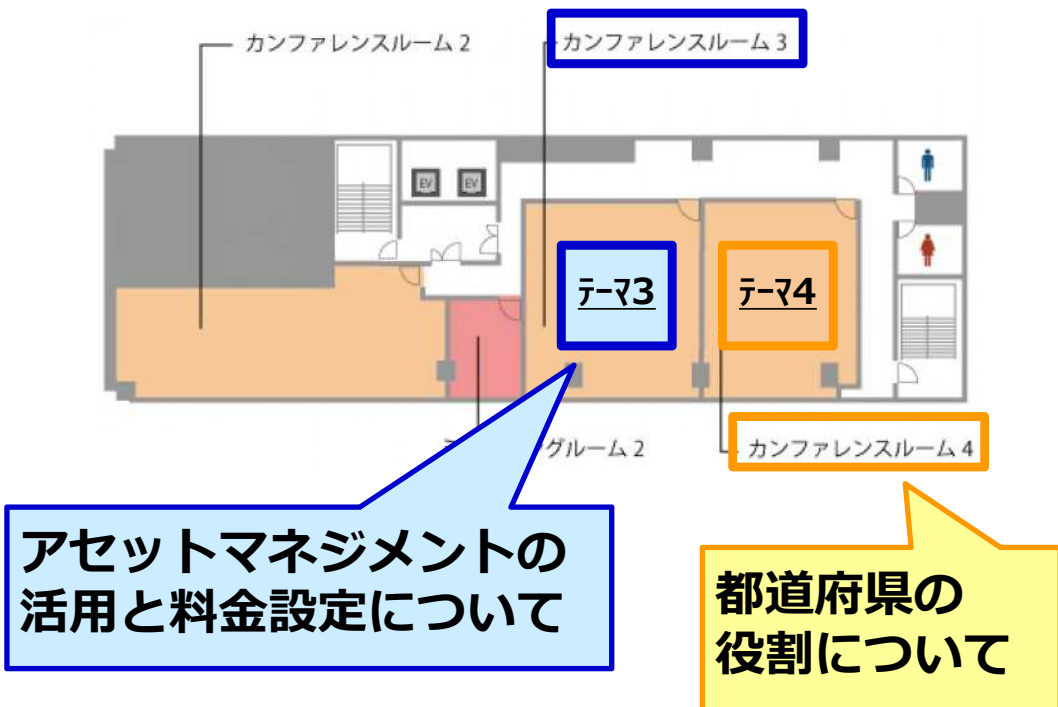 カンファレンスルーム 2
カンファレンスルーム 3
EV EV
テーマ3
テーマ4
グルーム 2
カンファレンスルーム 4
アセットマネジメントの
活用と料金設定について
都道府県の
役割について